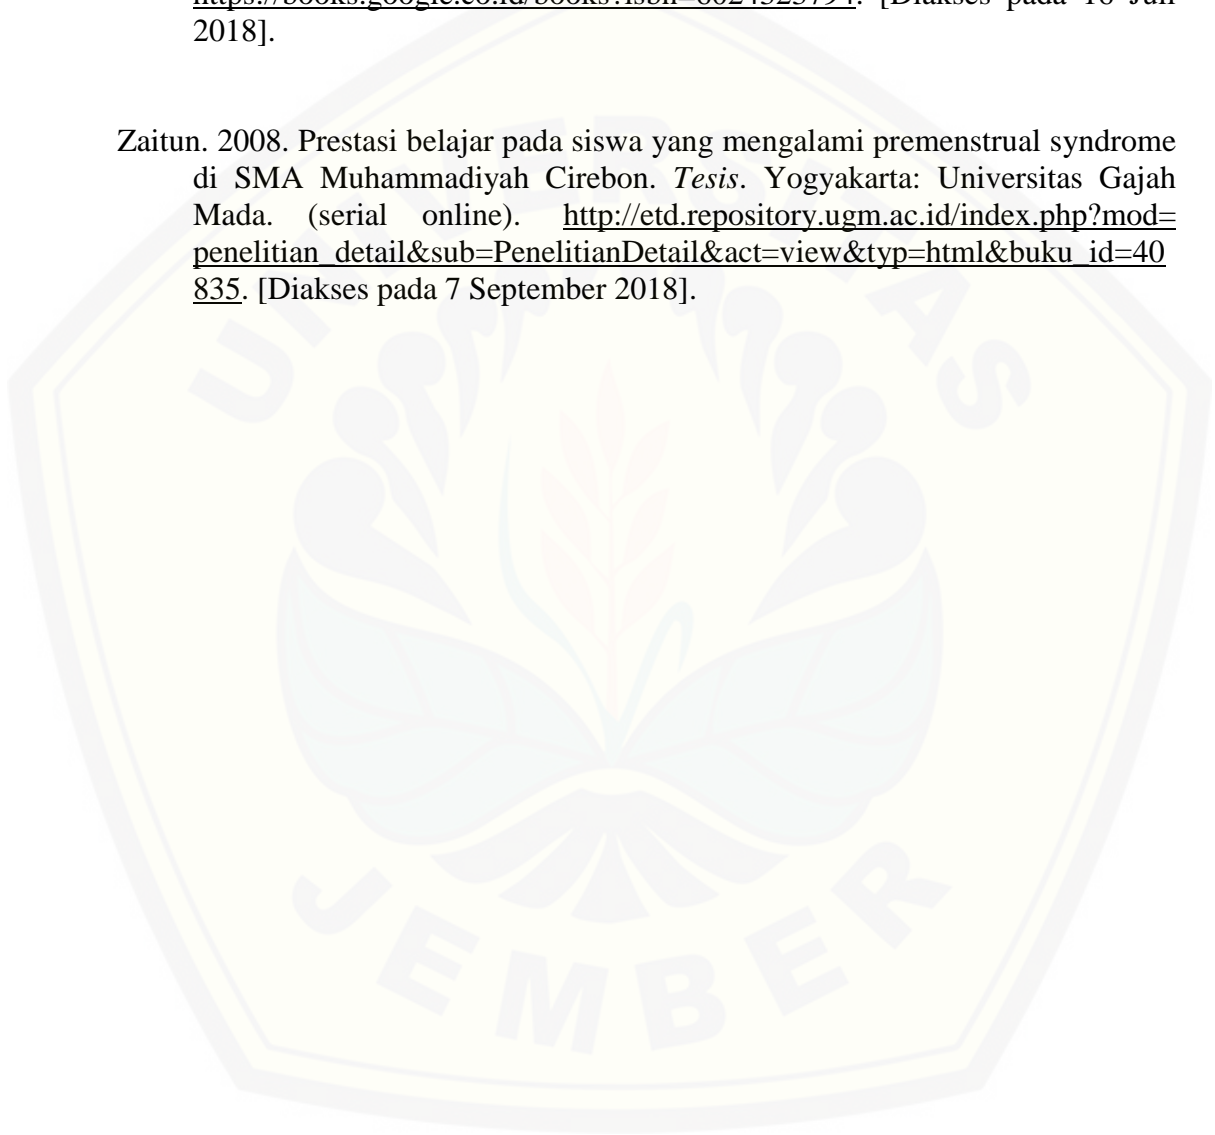 2018].
Zaitun. 2008. Prestasi belajar pada siswa yang mengalami premenstrual syndrome
di SMA Muhammadiyah Cirebon. Tesis. Yogyakarta: Universitas Gajah
Mada. (serial online). http://etd.repository.ugm.ac.id/index.php?mod=
penelitian_detail&sub=PenelitianDetail&act=view&typ=html&buku_id=40
835. [Diakses pada 7 September 2018].
UNIVERSITAS
JEMBER